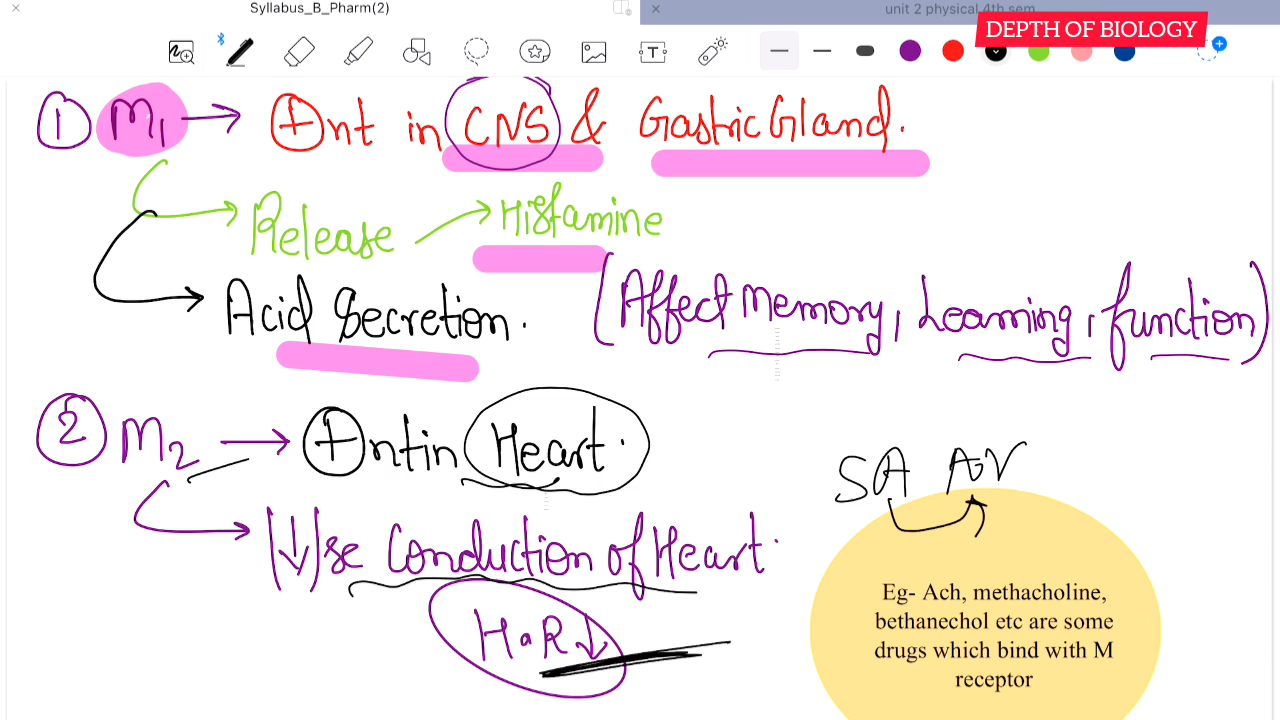 Syllabus_B_Pharm(2)
unit 2 physical 4th sem
DEPTH OF BIOLOGY
① M1 → ⊕nt in CNS & Gastric Gland.
Release → Histamine
Acid Secretion. (Affect Memory, Learning, function)
② M2 → ⊕nt in Heart.
(↓)se Conduction of Heart.
H.R↓
SA AV
Eg- Ach, methacholine,
bethanechol etc are some
drugs which bind with M
receptor